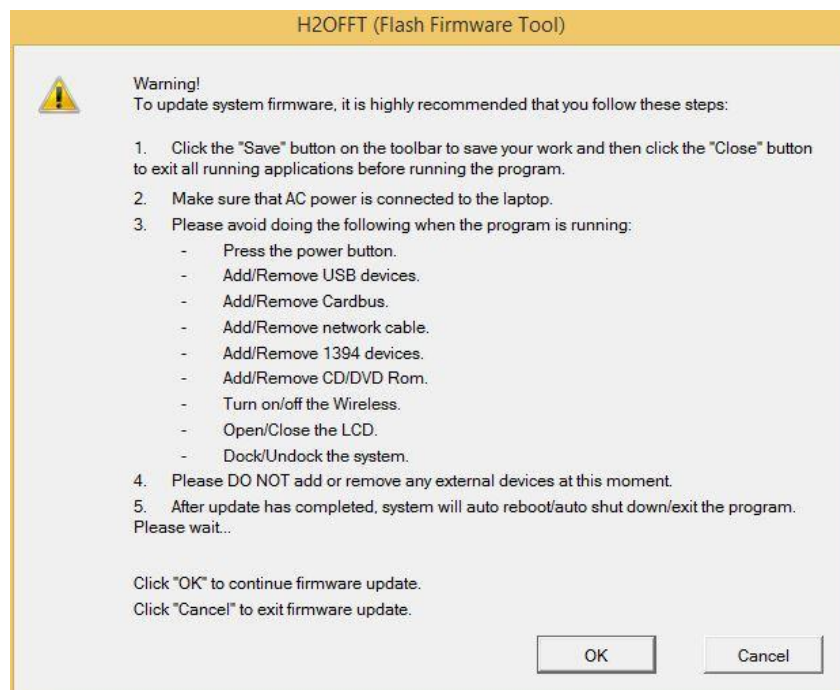 H2OFFT (Flash Firmware Tool)
Warning!
To update system firmware, it is highly recommended that you follow these steps:
1. Click the "Save" button on the toolbar to save your work and then click the "Close" button
to exit all running applications before running the program.
2. Make sure that AC power is connected to the laptop.
3. Please avoid doing the following when the program is running:
- Press the power button.
- Add/Remove USB devices.
- Add/Remove Cardbus.
- Add/Remove network cable.
- Add/Remove 1394 devices.
- Add/Remove CD/DVD Rom.
- Turn on/off the Wireless.
- Open/Close the LCD.
- Dock/Undock the system.
4. Please DO NOT add or remove any external devices at this moment.
5. After update has completed, system will auto reboot/auto shut down/exit the program.
Please wait...
Click "OK" to continue firmware update.
Click "Cancel" to exit firmware update.
OK Cancel